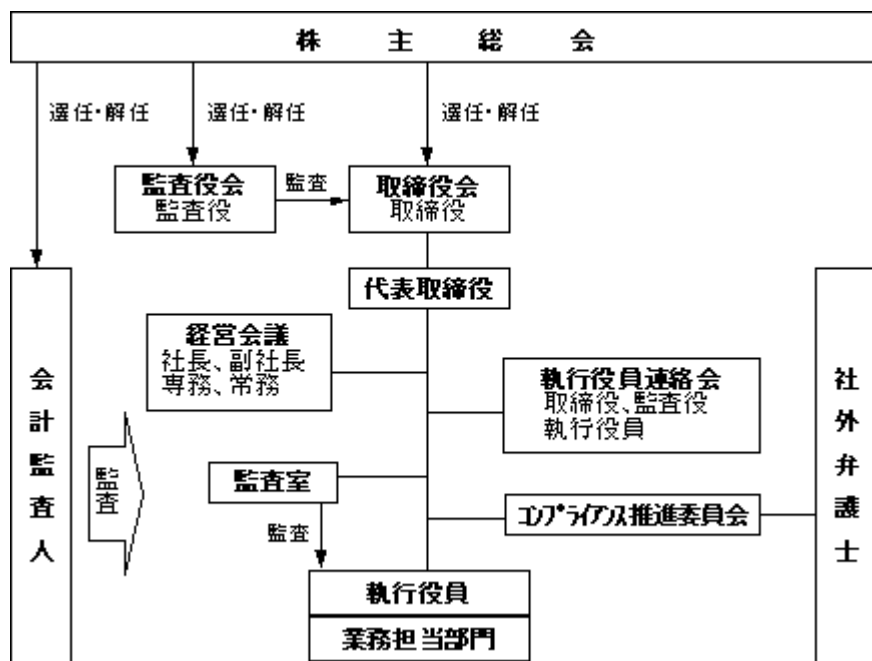 株主総会
選任・解任
選任・解任
選任・解任
監査役会
監査役
監査
取締役会
取締役
代表取締役
経営会議
社長、副社長
専務、常務
執行役員連絡会
取締役、監査役
執行役員
会計監査人
監査
監査室
監査
コンプライアンス推進委員会
社外弁護士
執行役員
業務担当部門